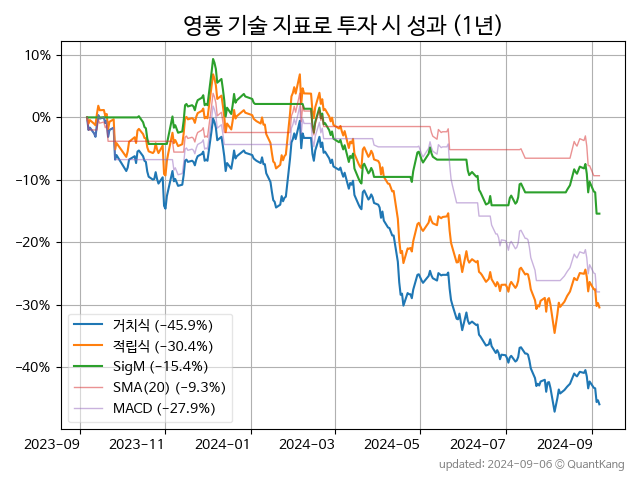 영풍 기술 지표로 투자 시 성과 (1년)
10%
0%
−10%
−20%
−30%
−40%
거치식 (−45.9%)
적립식 (−30.4%)
SigM (−15.4%)
SMA(20) (−9.3%)
MACD (−27.9%)
2023−09 2023−11 2024−01 2024−03 2024−05 2024−07 2024−09
updated: 2024−09−06 © QuantKang